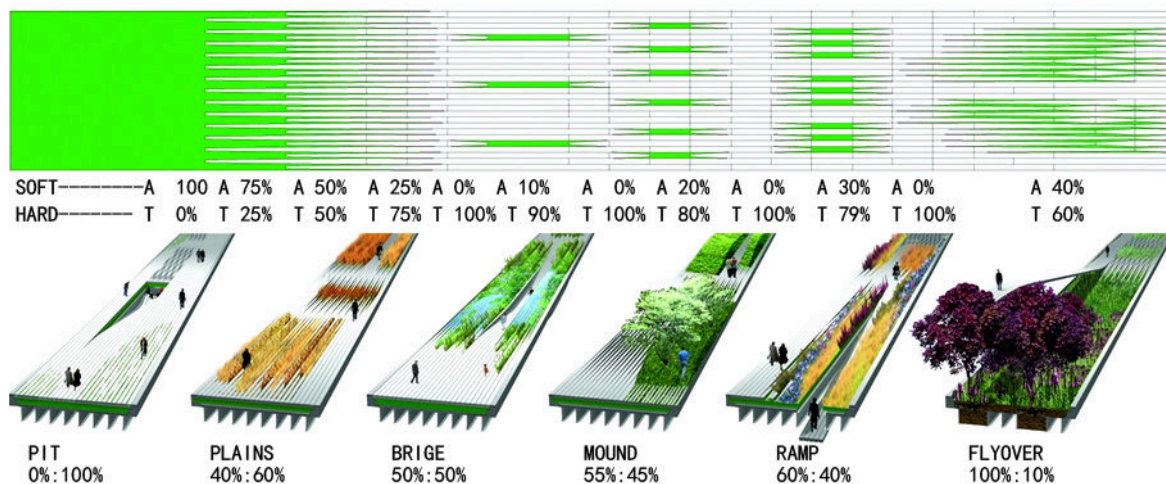 SOFT--------A 100 A 75% A 50% A 25% A 0% A 10% A 0% A 20% A 0% A 30% A 0% A 40%
HARD--------T 0% T 25% T 50% T 75% T 100% T 90% T 100% T 80% T 100% T 79% T 100% T 60%
PIT PLAINS BRIGE MOUND RAMP FLYOVER
0%:100% 40%:60% 50%:50% 55%:45% 60%:40% 100%:10%